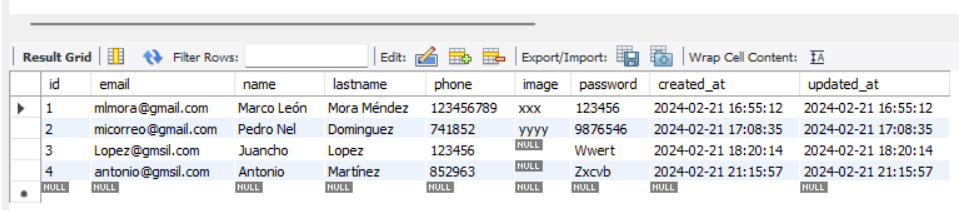 Result Grid Filter Rows: Edit: Export/Import: Wrap Cell Content: IA
id email name lastname phone image password created_at updated_at
1 mlmora@gmail.com Marco León Mora Méndez 123456789 xxx 123456 2024-02-21 16:55:12 2024-02-21 16:55:12
2 micorreo@gmail.com Pedro Nel Dominguez 741852 yyyy 9876546 2024-02-21 17:08:35 2024-02-21 17:08:35
3 Lopez@gmsil.com Juancho Lopez 123456 NULL Wwert 2024-02-21 18:20:14 2024-02-21 18:20:14
4 antonio@gmsil.com Antonio Martínez 852963 NULL Zxcvb 2024-02-21 21:15:57 2024-02-21 21:15:57
NULL NULL NULL NULL NULL NULL NULL NULL NULL